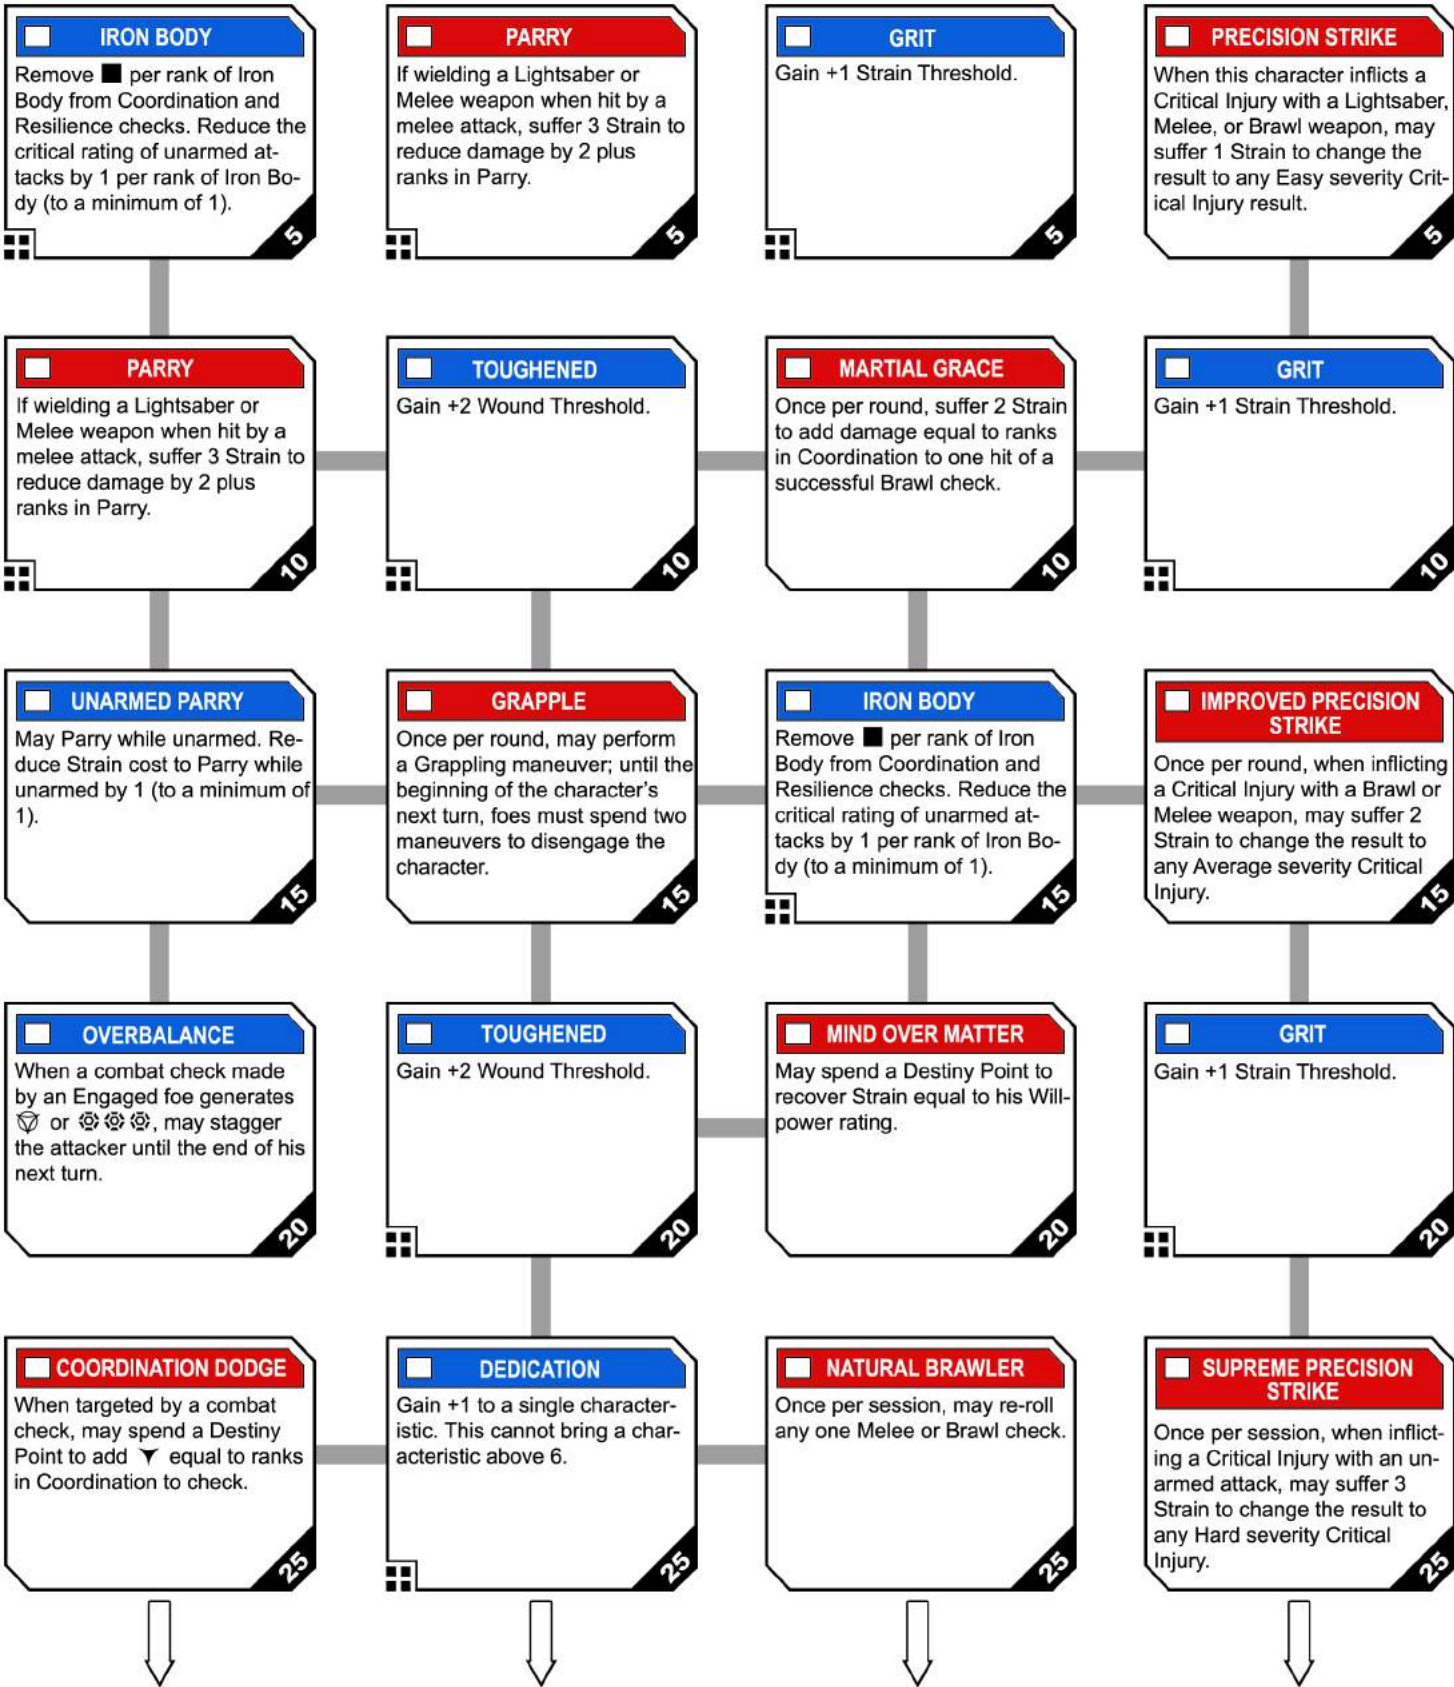 IRON BODY
Remove per rank of Iron
Body from Coordination and
Resilience checks. Reduce the
critical rating of unarmed at-
tacks by 1 per rank of Iron Bo-
dy (to a minimum of 1).
5
PARRY
If wielding a Lightsaber or
Melee weapon when hit by a
melee attack, suffer 3 Strain to
reduce damage by 2 plus
ranks in Parry.
5
GRIT
Gain +1 Strain Threshold.
5
PRECISION STRIKE
When this character inflicts a
Critical Injury with a Lightsaber,
Melee, or Brawl weapon, may
suffer 1 Strain to change the
result to any Easy severity Crit-
ical Injury result.
5
PARRY
If wielding a Lightsaber or
Melee weapon when hit by a
melee attack, suffer 3 Strain to
reduce damage by 2 plus
ranks in Parry.
10
TOUGHENED
Gain +2 Wound Threshold.
10
MARTIAL GRACE
Once per round, suffer 2 Strain
to add damage equal to ranks
in Coordination to one hit of a
successful Brawl check.
10
GRIT
Gain +1 Strain Threshold.
10
UNARMED PARRY
May Parry while unarmed. Re-
duce Strain cost to Parry while
unarmed by 1 (to a minimum of
1).
15
GRAPPLE
Once per round, may perform
a Grappling maneuver; until the
beginning of the character's
next turn, foes must spend two
maneuvers to disengage the
character.
15
IRON BODY
Remove per rank of Iron
Body from Coordination and
Resilience checks. Reduce the
critical rating of unarmed at-
tacks by 1 per rank of Iron Bo-
dy (to a minimum of 1).
15
IMPROVED PRECISION
STRIKE
Once per round, when inflicting
a Critical Injury with a Brawl or
Melee weapon, may suffer 2
Strain to change the result to
any Average severity Critical
Injury.
15
OVERBALANCE
When a combat check made
by an Engaged foe generates
or , may stagger
the attacker until the end of his
next turn.
20
TOUGHENED
Gain +2 Wound Threshold.
20
MIND OVER MATTER
May spend a Destiny Point to
recover Strain equal to his Will-
power rating.
20
GRIT
Gain +1 Strain Threshold.
20
COORDINATION DODGE
When targeted by a combat
check, may spend a Destiny
Point to add equal to ranks
in Coordination to check.
25
DEDICATION
Gain +1 to a single character-
istic. This cannot bring a char-
acteristic above 6.
25
NATURAL BRAWLER
Once per session, may re-roll
any one Melee or Brawl check.
25
SUPREME PRECISION
STRIKE
Once per session, when inflict-
ing a Critical Injury with an un-
armed attack, may suffer 3
Strain to change the result to
any Hard severity Critical
Injury.
25